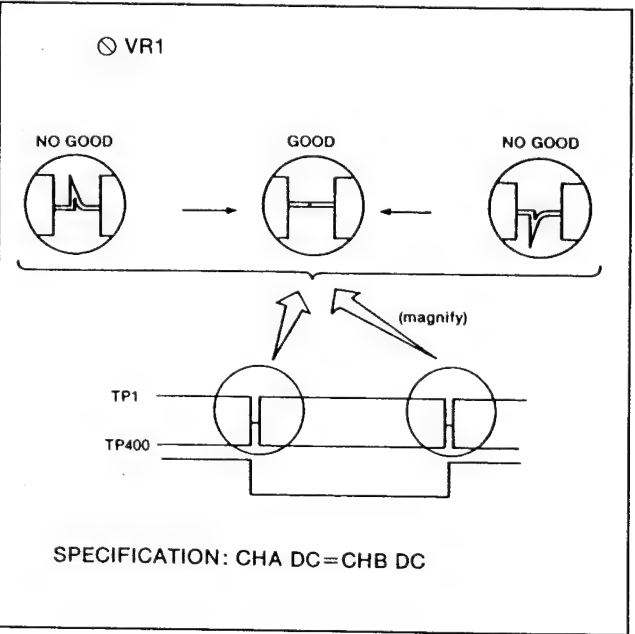 VR1
NO GOOD
GOOD
NO GOOD
(magnify)
TP1
TP400
SPECIFICATION: CHA DC=CHB DC